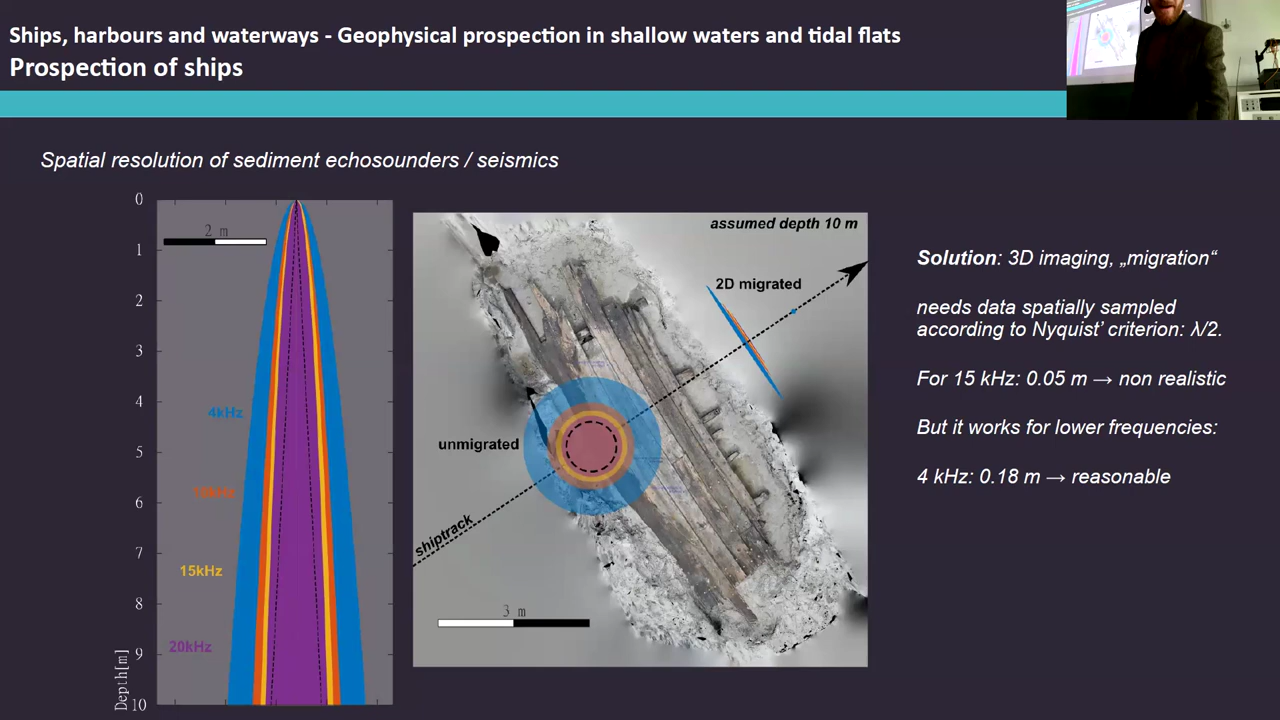 Ships, harbours and waterways - Geophysical prospection in shallow waters and tidal flats
Prospection of ships
Spatial resolution of sediment echosounders / seismics
0
1
2
3
4
5
6
7
8
9
10
Depth[m]
2 m
4kHz
10kHz
15kHz
20kHz
assumed depth 10 m
2D migrated
unmigrated
shiptrack
3 m
Solution: 3D imaging, „migration“
needs data spatially sampled
according to Nyquist’ criterion: λ/2.
For 15 kHz: 0.05 m → non realistic
But it works for lower frequencies:
4 kHz: 0.18 m → reasonable